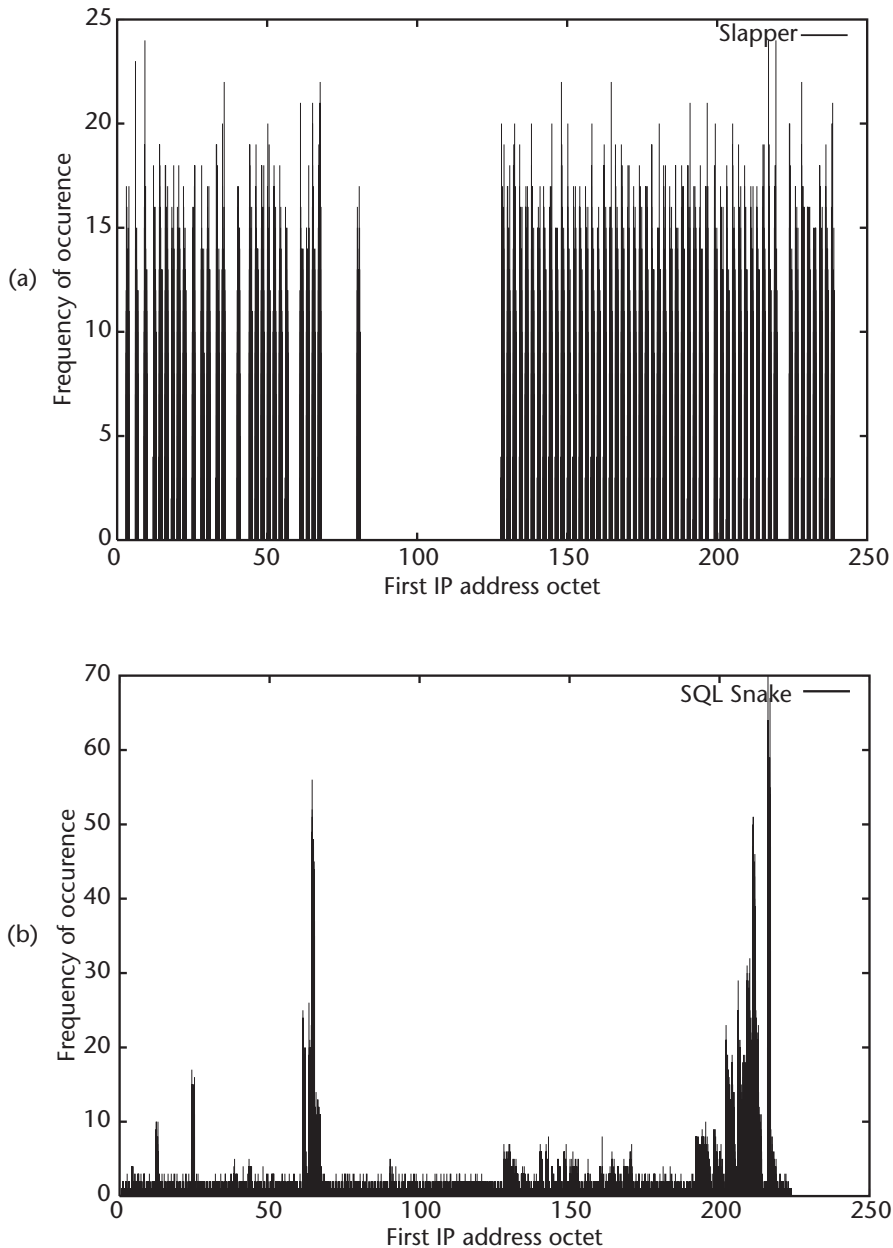 25
Slapper
20
15
(a)
Frequency of occurence
10
5
0
0 50 100 150 200 250
First IP address octet
70
SQL Snake
60
50
40
(b)
Frequency of occurence
30
20
10
0
0 50 100 150 200 250
First IP address octet